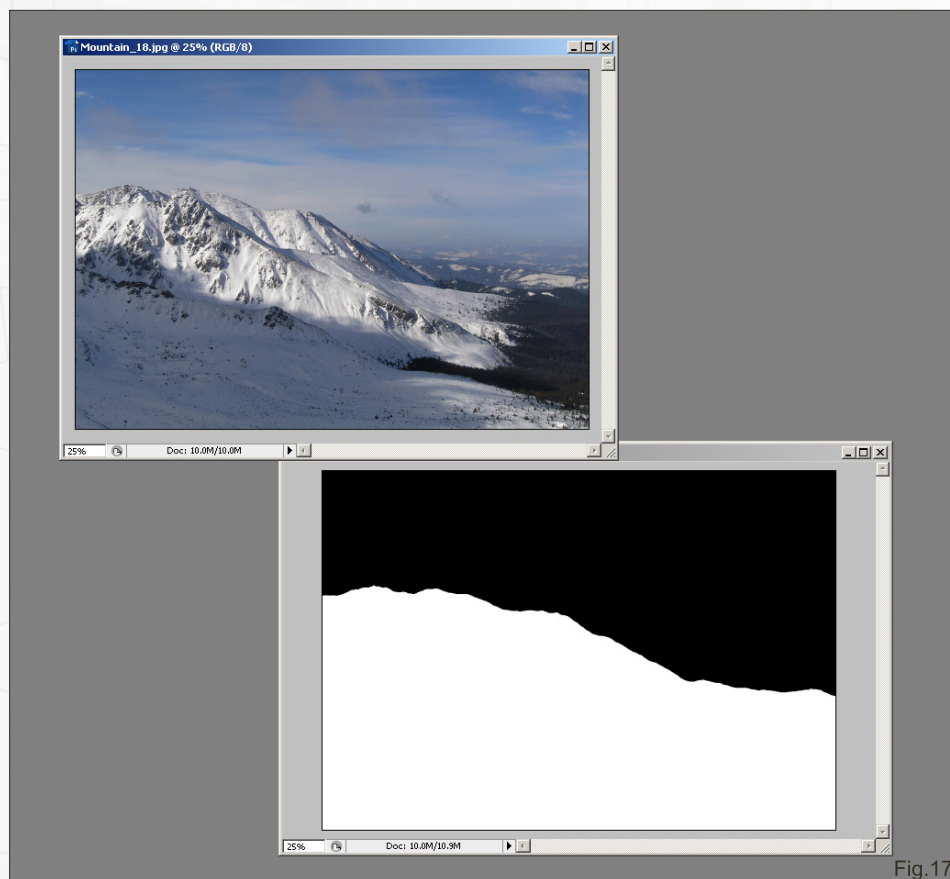 Mountain_18.jpg @ 25% (RGB/8)
25%
Doc: 10.0M/10.0M
25%
Doc: 10.0M/10.9M
Fig.17